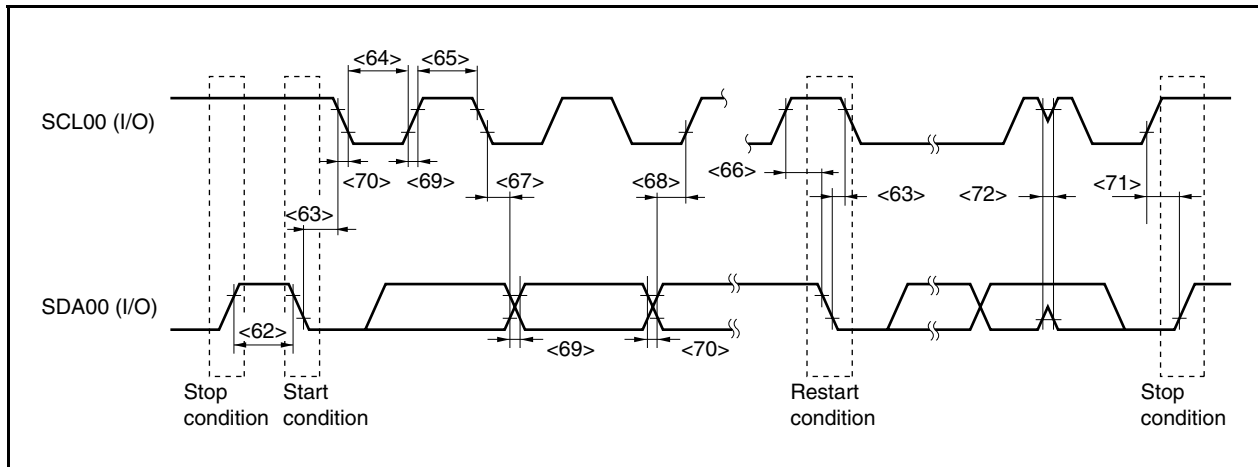 <64> <65>
SCL00 (I/O)
<70> <69> <67> <68> <66> <63> <72> <71>
<63>
SDA00 (I/O)
<62>
<69> <70>
Stop condition
Start condition
Restart condition
Stop condition